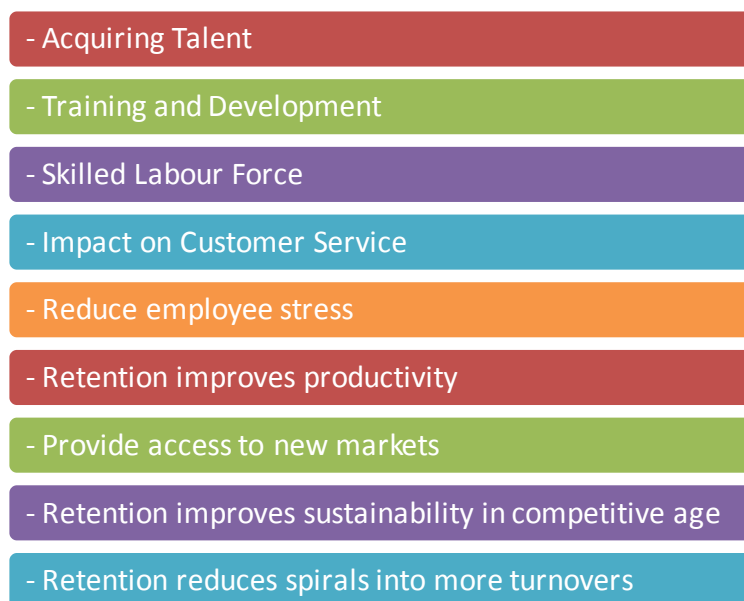 - Acquiring Talent
- Training and Development
- Skilled Labour Force
- Impact on Customer Service
- Reduce employee stress
- Retention improves productivity
- Provide access to new markets
- Retention improves sustainability in competitive age
- Retention reduces spirals into more turnovers